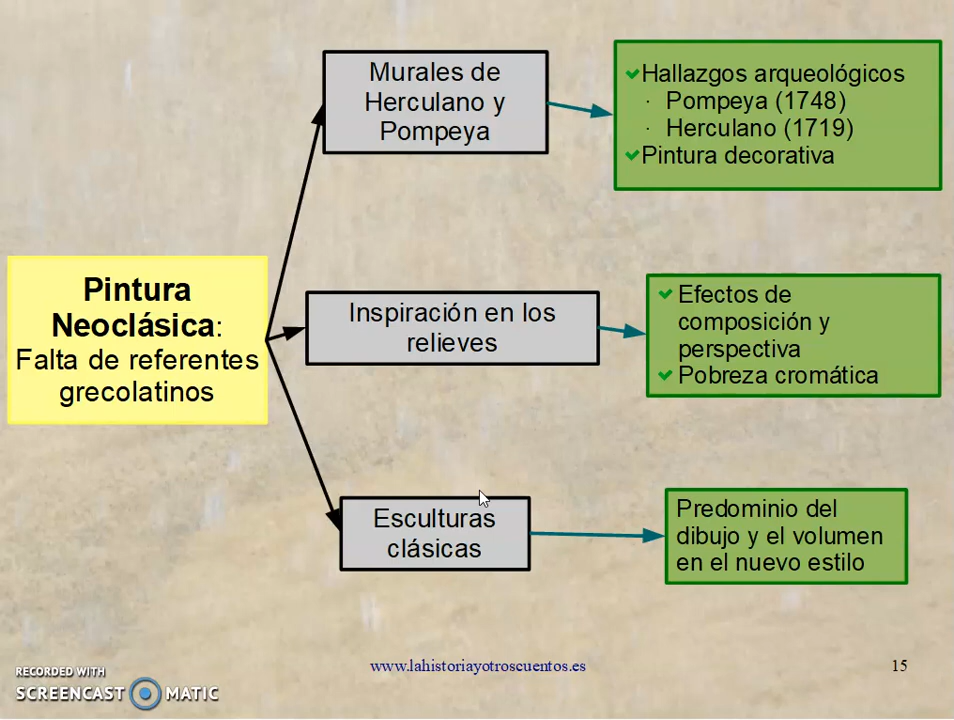 Murales de
Herculano y
Pompeya
✓Hallazgos arqueológicos
· Pompeya (1748)
· Herculano (1719)
✓Pintura decorativa
Pintura
Neoclásica:
Falta de referentes
grecolatinos
Inspiración en los
relieves
✓Efectos de
composición y
perspectiva
✓Pobreza cromática
Esculturas
clásicas
Predominio del
dibujo y el volumen
en el nuevo estilo
www.lahistoriayotroscuentos.es
15
RECORDED WITH
SCREENCAST MATIC